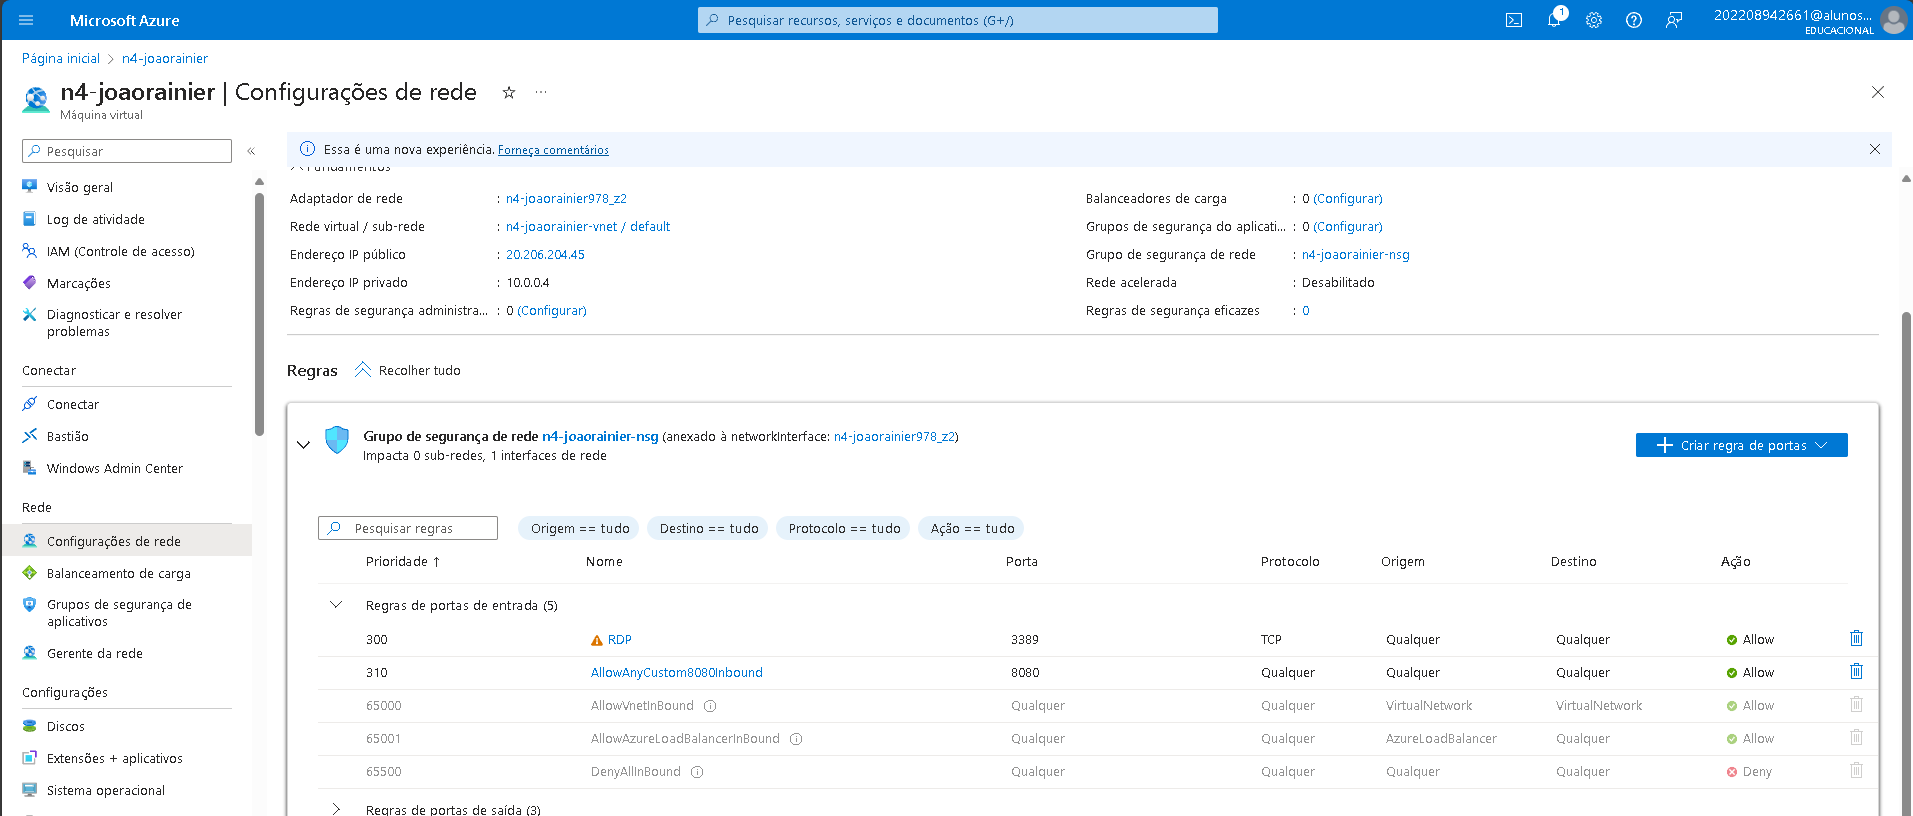 Microsoft Azure
Pesquisar recursos, serviços e documentos (G+/)
1
202208942661@alunos...
EDUCACIONAL
Página inicial > n4-joaorainier
n4-joaorainier | Configurações de rede
Máquina virtual
Pesquisar
Visão geral
Log de atividade
IAM (Controle de acesso)
Marcações
Diagnosticar e resolver
problemas
Conectar
Conectar
Bastião
Windows Admin Center
Rede
Configurações de rede
Balanceamento de carga
Grupos de segurança de
aplicativos
Gerente da rede
Configurações
Discos
Extensões + aplicativos
Sistema operacional
Essa é uma nova experiência. Forneça comentários
Fundamentos
Adaptador de rede : n4-joaorainier978_z2
Rede virtual / sub-rede : n4-joaorainier-vnet / default
Endereço IP público : 20.206.204.45
Endereço IP privado : 10.0.0.4
Regras de segurança administra... : 0 (Configurar)
Balanceadores de carga : 0 (Configurar)
Grupos de segurança do aplicati... : 0 (Configurar)
Grupo de segurança de rede : n4-joaorainier-nsg
Rede acelerada : Desabilitado
Regras de segurança eficazes : 0
Regras Recolher tudo
Grupo de segurança de rede n4-joaorainier-nsg (anexado à networkInterface: n4-joaorainier978_z2)
Impacta 0 sub-redes, 1 interfaces de rede
Criar regra de portas
Pesquisar regras Origem == tudo Destino == tudo Protocolo == tudo Ação == tudo
Prioridade ↑ Nome Porta Protocolo Origem Destino Ação
Regras de portas de entrada (5)
300 RDP 3389 TCP Qualquer Qualquer Allow
310 AllowAnyCustom8080Inbound 8080 Qualquer Qualquer Qualquer Allow
65000 AllowVnetInBound Qualquer Qualquer VirtualNetwork VirtualNetwork Allow
65001 AllowAzureLoadBalancerInBound Qualquer Qualquer AzureLoadBalancer Qualquer Allow
65500 DenyAllInBound Qualquer Qualquer Qualquer Qualquer Deny
Regras de portas de saída (3)